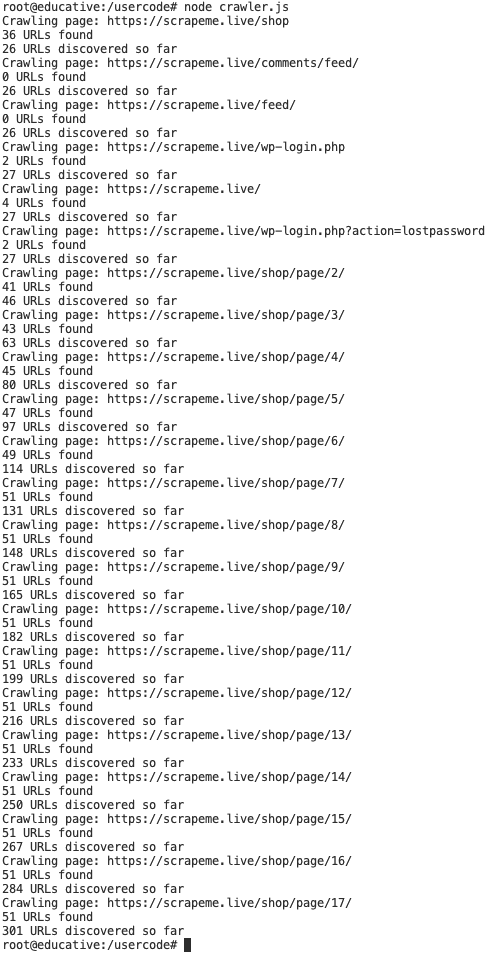 root@educative:/usercode# node crawler.js
Crawling page: https://scrapeme.live/shop
36 URLs found
26 URLs discovered so far
Crawling page: https://scrapeme.live/comments/feed/
0 URLs found
26 URLs discovered so far
Crawling page: https://scrapeme.live/feed/
0 URLs found
26 URLs discovered so far
Crawling page: https://scrapeme.live/wp-login.php
2 URLs found
27 URLs discovered so far
Crawling page: https://scrapeme.live/
4 URLs found
27 URLs discovered so far
Crawling page: https://scrapeme.live/wp-login.php?action=lostpassword
2 URLs found
27 URLs discovered so far
Crawling page: https://scrapeme.live/shop/page/2/
41 URLs found
46 URLs discovered so far
Crawling page: https://scrapeme.live/shop/page/3/
43 URLs found
63 URLs discovered so far
Crawling page: https://scrapeme.live/shop/page/4/
45 URLs found
80 URLs discovered so far
Crawling page: https://scrapeme.live/shop/page/5/
47 URLs found
97 URLs discovered so far
Crawling page: https://scrapeme.live/shop/page/6/
49 URLs found
114 URLs discovered so far
Crawling page: https://scrapeme.live/shop/page/7/
51 URLs found
131 URLs discovered so far
Crawling page: https://scrapeme.live/shop/page/8/
51 URLs found
148 URLs discovered so far
Crawling page: https://scrapeme.live/shop/page/9/
51 URLs found
165 URLs discovered so far
Crawling page: https://scrapeme.live/shop/page/10/
51 URLs found
182 URLs discovered so far
Crawling page: https://scrapeme.live/shop/page/11/
51 URLs found
199 URLs discovered so far
Crawling page: https://scrapeme.live/shop/page/12/
51 URLs found
216 URLs discovered so far
Crawling page: https://scrapeme.live/shop/page/13/
51 URLs found
233 URLs discovered so far
Crawling page: https://scrapeme.live/shop/page/14/
51 URLs found
250 URLs discovered so far
Crawling page: https://scrapeme.live/shop/page/15/
51 URLs found
267 URLs discovered so far
Crawling page: https://scrapeme.live/shop/page/16/
51 URLs found
284 URLs discovered so far
Crawling page: https://scrapeme.live/shop/page/17/
51 URLs found
301 URLs discovered so far
root@educative:/usercode#